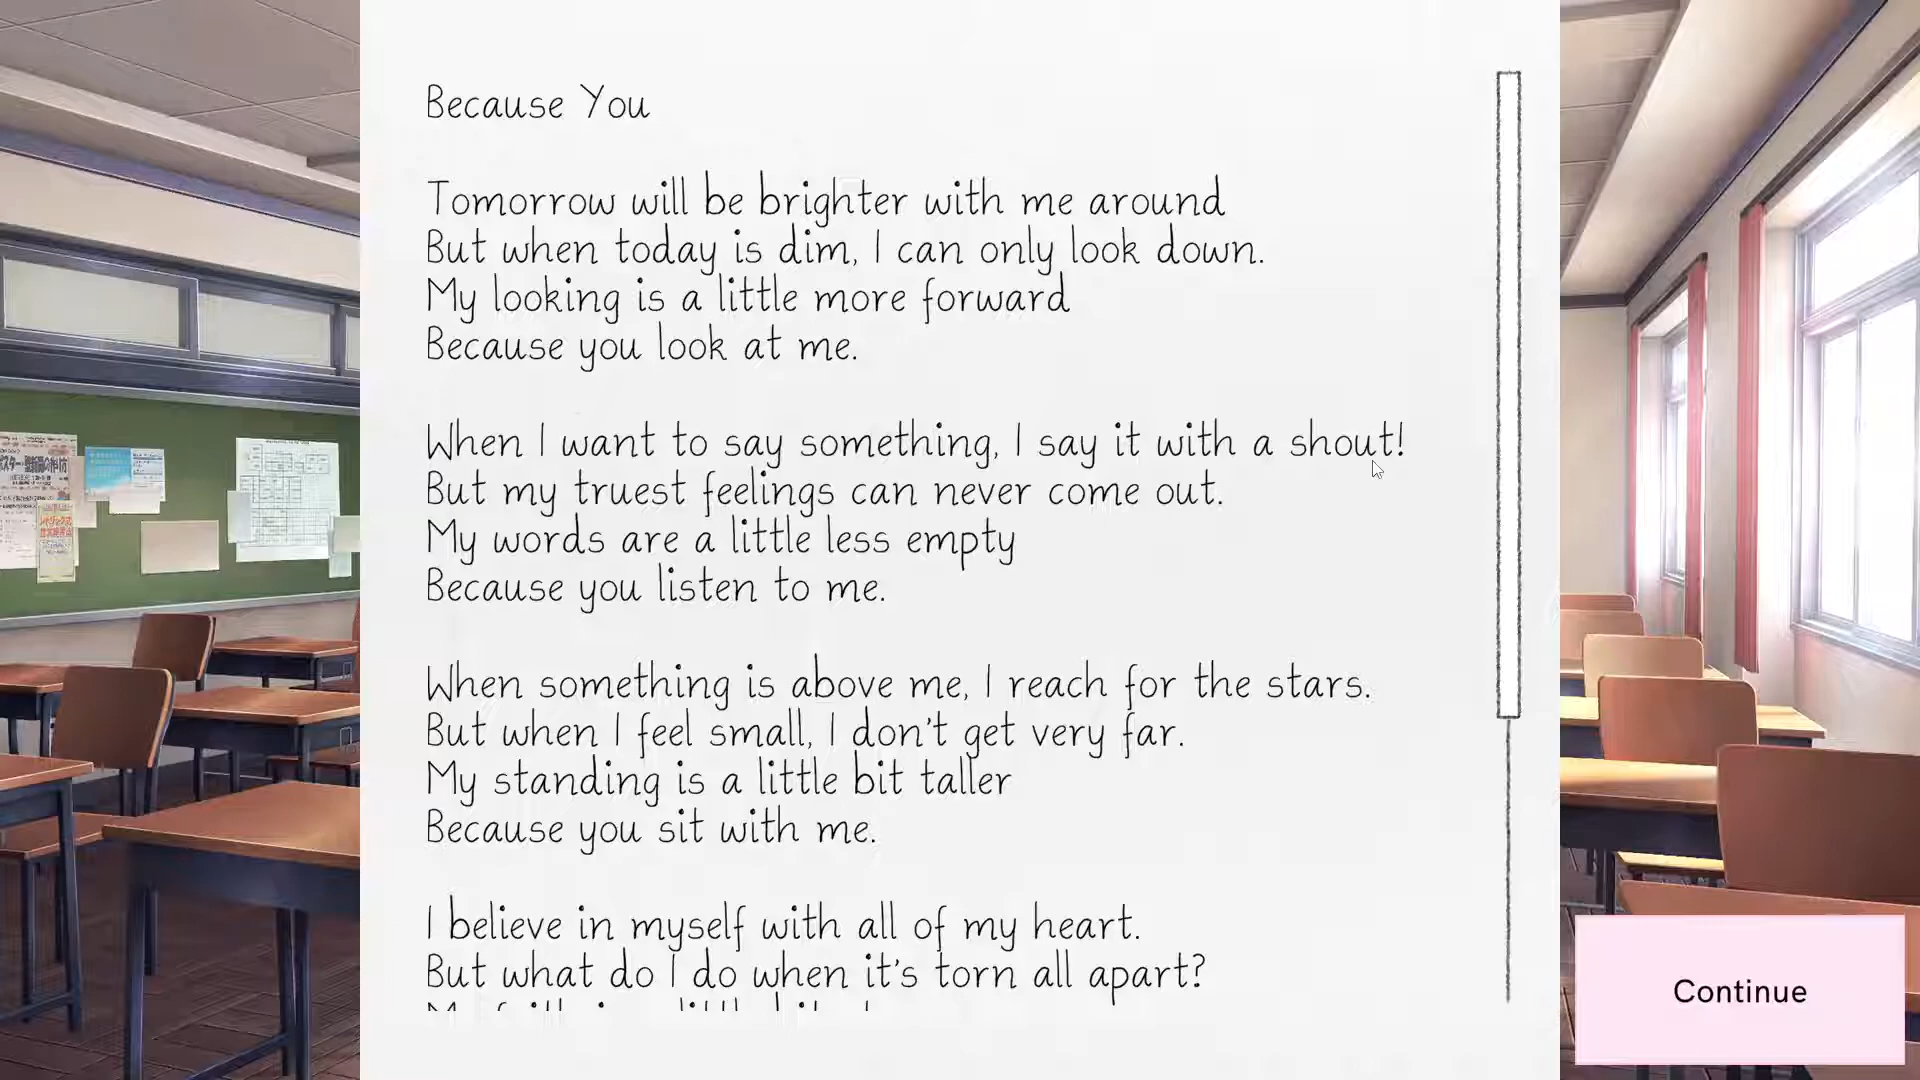 Because You
Tomorrow will be brighter with me around
But when today is dim, I can only look down.
My looking is a little more forward
Because you look at me.
When I want to say something, I say it with a shout!
But my truest feelings can never come out.
My words are a little less empty
Because you listen to me.
When something is above me, I reach for the stars.
But when I feel small, I don't get very far.
My standing is a little bit taller
Because you sit with me.
I believe in myself with all of my heart.
But what do I do when it's torn all apart?
Continue